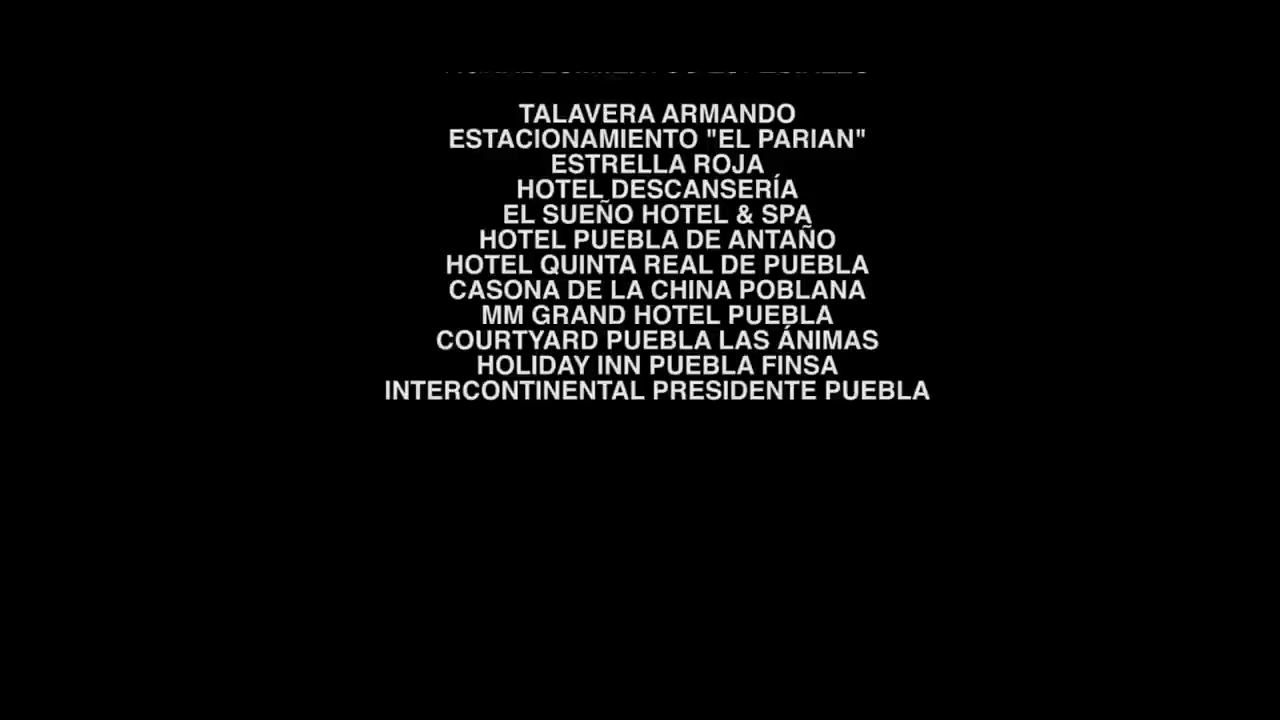 TALAVERA ARMANDO
ESTACIONAMIENTO "EL PARIAN"
ESTRELLA ROJA
HOTEL DESCANSERÍA
EL SUEÑO HOTEL & SPA
HOTEL PUEBLA DE ANTAÑO
HOTEL QUINTA REAL DE PUEBLA
CASONA DE LA CHINA POBLANA
MM GRAND HOTEL PUEBLA
COURTYARD PUEBLA LAS ÁNIMAS
HOLIDAY INN PUEBLA FINSA
INTERCONTINENTAL PRESIDENTE PUEBLA